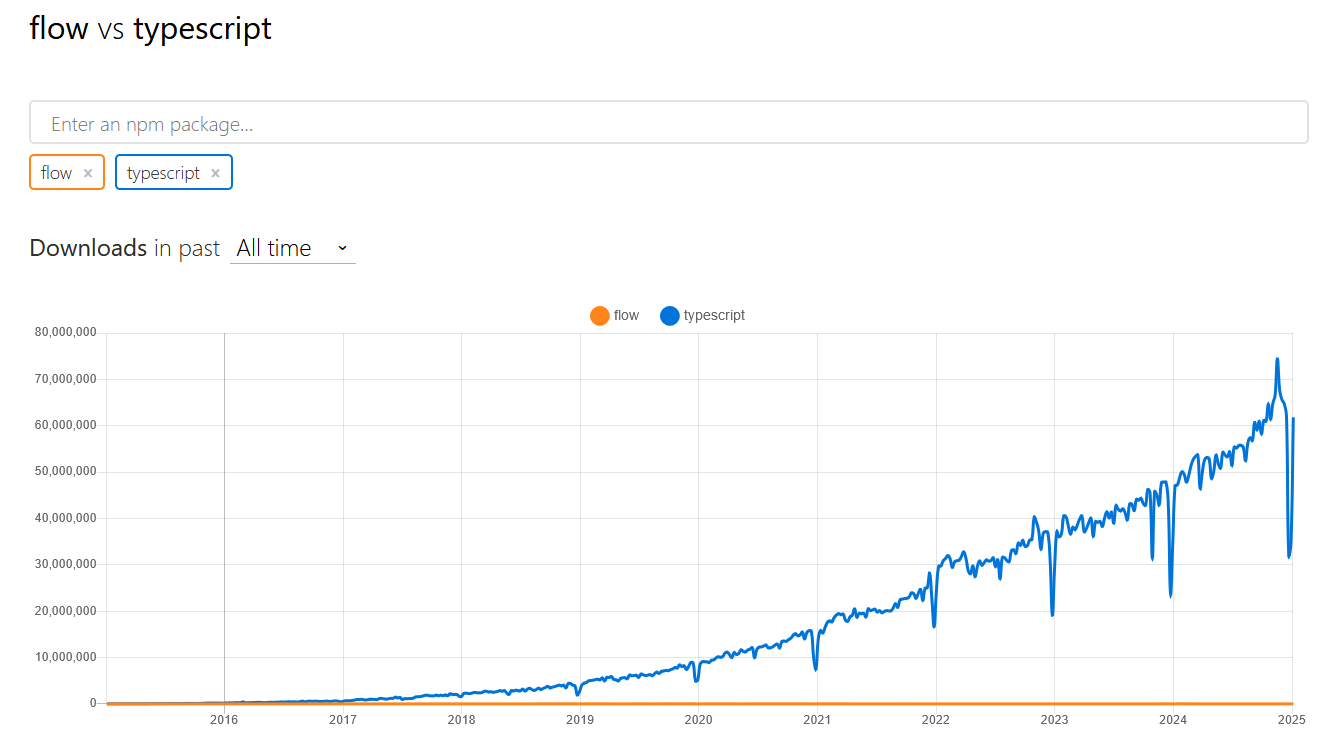 flow vs typescript
Enter an npm package...
flow × typescript ×
Downloads in past All time
flow typescript
80,000,000
70,000,000
60,000,000
50,000,000
40,000,000
30,000,000
20,000,000
10,000,000
0
2016 2017 2018 2019 2020 2021 2022 2023 2024 2025